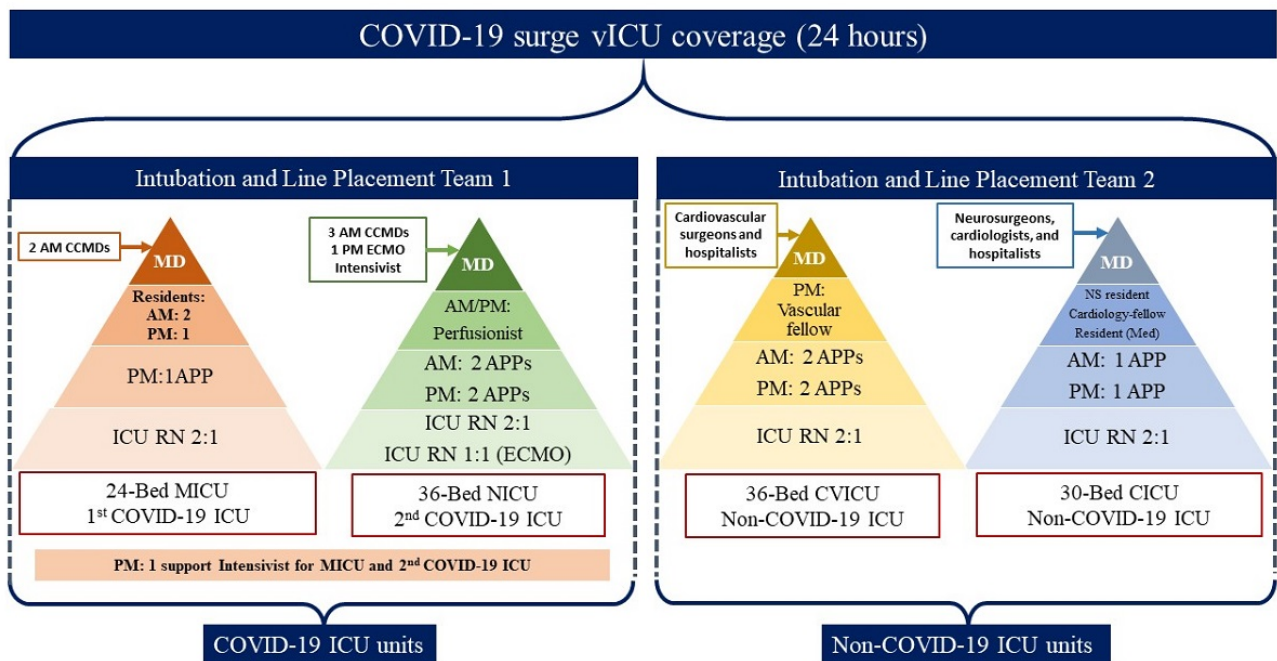 COVID-19 surge vICU coverage (24 hours)
Intubation and Line Placement Team 1
2 AM CCMDs
MD
Residents:
AM: 2
PM: 1
PM:1APP
ICU RN 2:1
24-Bed MICU
1st COVID-19 ICU
3 AM CCMDs
1 PM ECMO
Intensivist
MD
AM/PM:
Perfusionist
AM: 2 APPs
PM: 2 APPs
ICU RN 2:1
ICU RN 1:1 (ECMO)
36-Bed NICU
2nd COVID-19 ICU
PM: 1 support Intensivist for MICU and 2nd COVID-19 ICU
COVID-19 ICU units
Intubation and Line Placement Team 2
Cardiovascular
surgeons and
hospitalists
MD
PM:
Vascular
fellow
AM: 2 APPs
PM: 2 APPs
ICU RN 2:1
36-Bed CVICU
Non-COVID-19 ICU
Neurosurgeons,
cardiologists, and
hospitalists
MD
NS resident
Cardiology-fellow
Resident (Med)
AM: 1 APP
PM: 1 APP
ICU RN 2:1
30-Bed CICU
Non-COVID-19 ICU
Non-COVID-19 ICU units